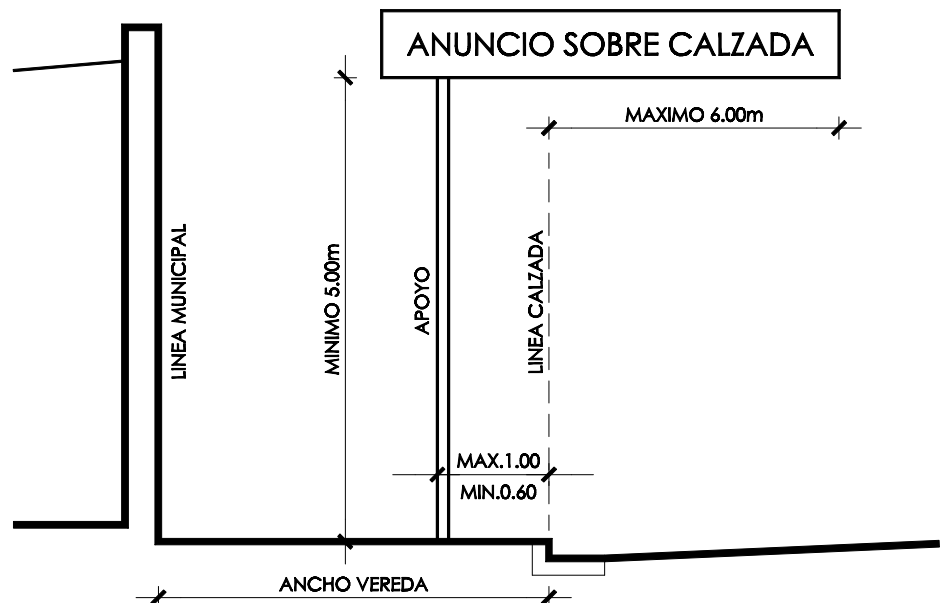 ANUNCIO SOBRE CALZADA
MAXIMO 6.00m
LINEA MUNICIPAL
MINIMO 5.00m
APOYO
LINEA CALZADA
MAX.1.00
MIN.0.60
ANCHO VEREDA